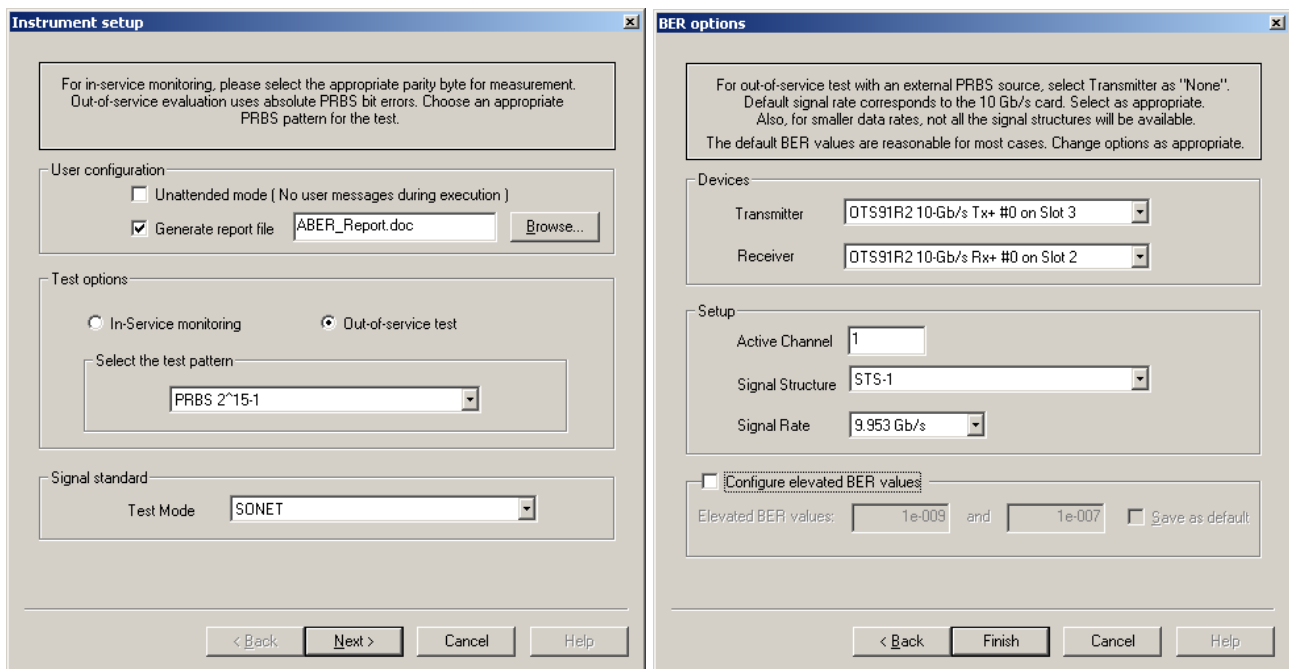 Instrument setup
For in-service monitoring, please select the appropriate parity byte for measurement.
Out-of-service evaluation uses absolute PRBS bit errors. Choose an appropriate
PRBS pattern for the test.
User configuration
Unattended mode ( No user messages during execution )
Generate report file ABER_Report.doc Browse...
Test options
In-Service monitoring Out-of-service test
Select the test pattern
PRBS 2^15-1
Signal standard
Test Mode SONET
< Back Next > Cancel Help
BER options
For out-of-service test with an external PRBS source, select Transmitter as "None".
Default signal rate corresponds to the 10 Gb/s card. Select as appropriate.
Also, for smaller data rates, not all the signal structures will be available.
The default BER values are reasonable for most cases. Change options as appropriate.
Devices
Transmitter OTS91R2 10-Gb/s Tx+ #0 on Slot 3
Receiver OTS91R2 10-Gb/s Rx+ #0 on Slot 2
Setup
Active Channel 1
Signal Structure STS-1
Signal Rate 9.953 Gb/s
Configure elevated BER values
Elevated BER values: 1e-009 and 1e-007 Save as default
< Back Finish Cancel Help